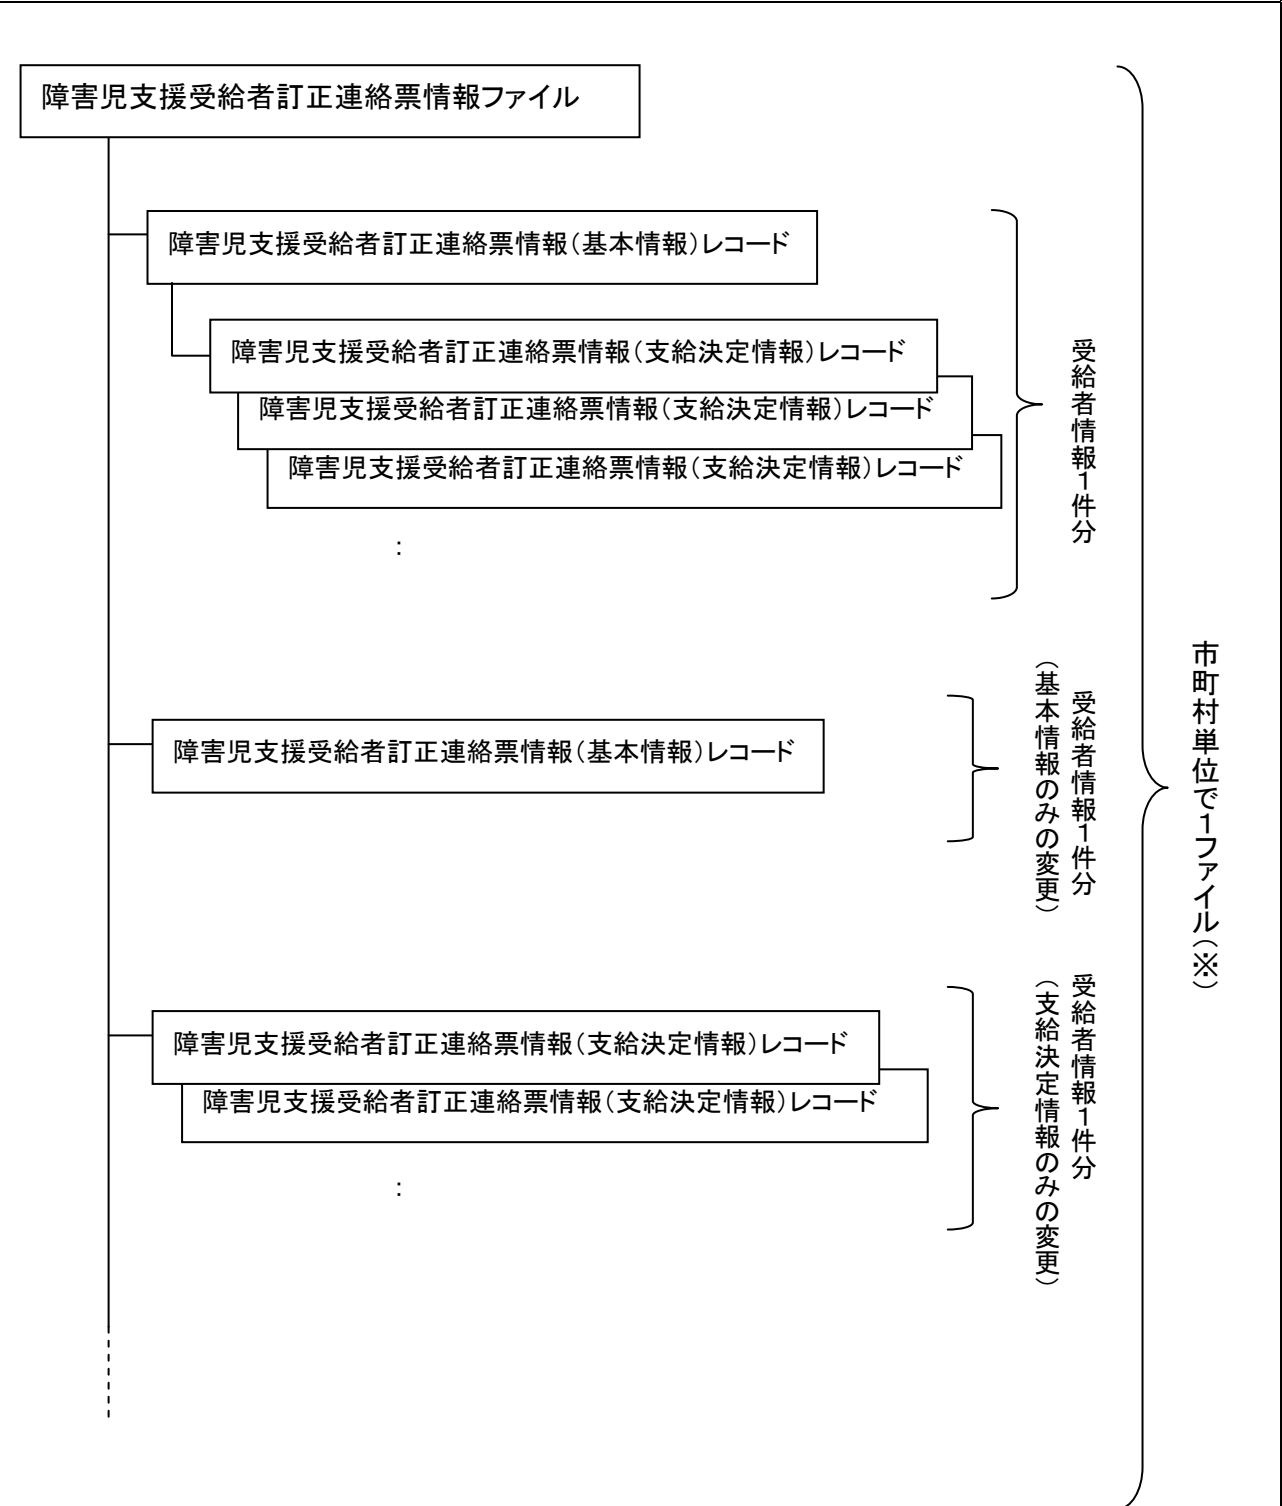 障害児支援受給者訂正連絡票情報ファイル
障害児支援受給者訂正連絡票情報（基本情報）レコード
障害児支援受給者訂正連絡票情報（支給決定情報）レコード
障害児支援受給者訂正連絡票情報（支給決定情報）レコード
障害児支援受給者訂正連絡票情報（支給決定情報）レコード
：
受給者情報１件分
障害児支援受給者訂正連絡票情報（基本情報）レコード
受給者情報１件分
（基本情報のみの変更）
障害児支援受給者訂正連絡票情報（支給決定情報）レコード
障害児支援受給者訂正連絡票情報（支給決定情報）レコード
：
受給者情報１件分
（支給決定情報のみの変更）
市町村単位で１ファイル（※）